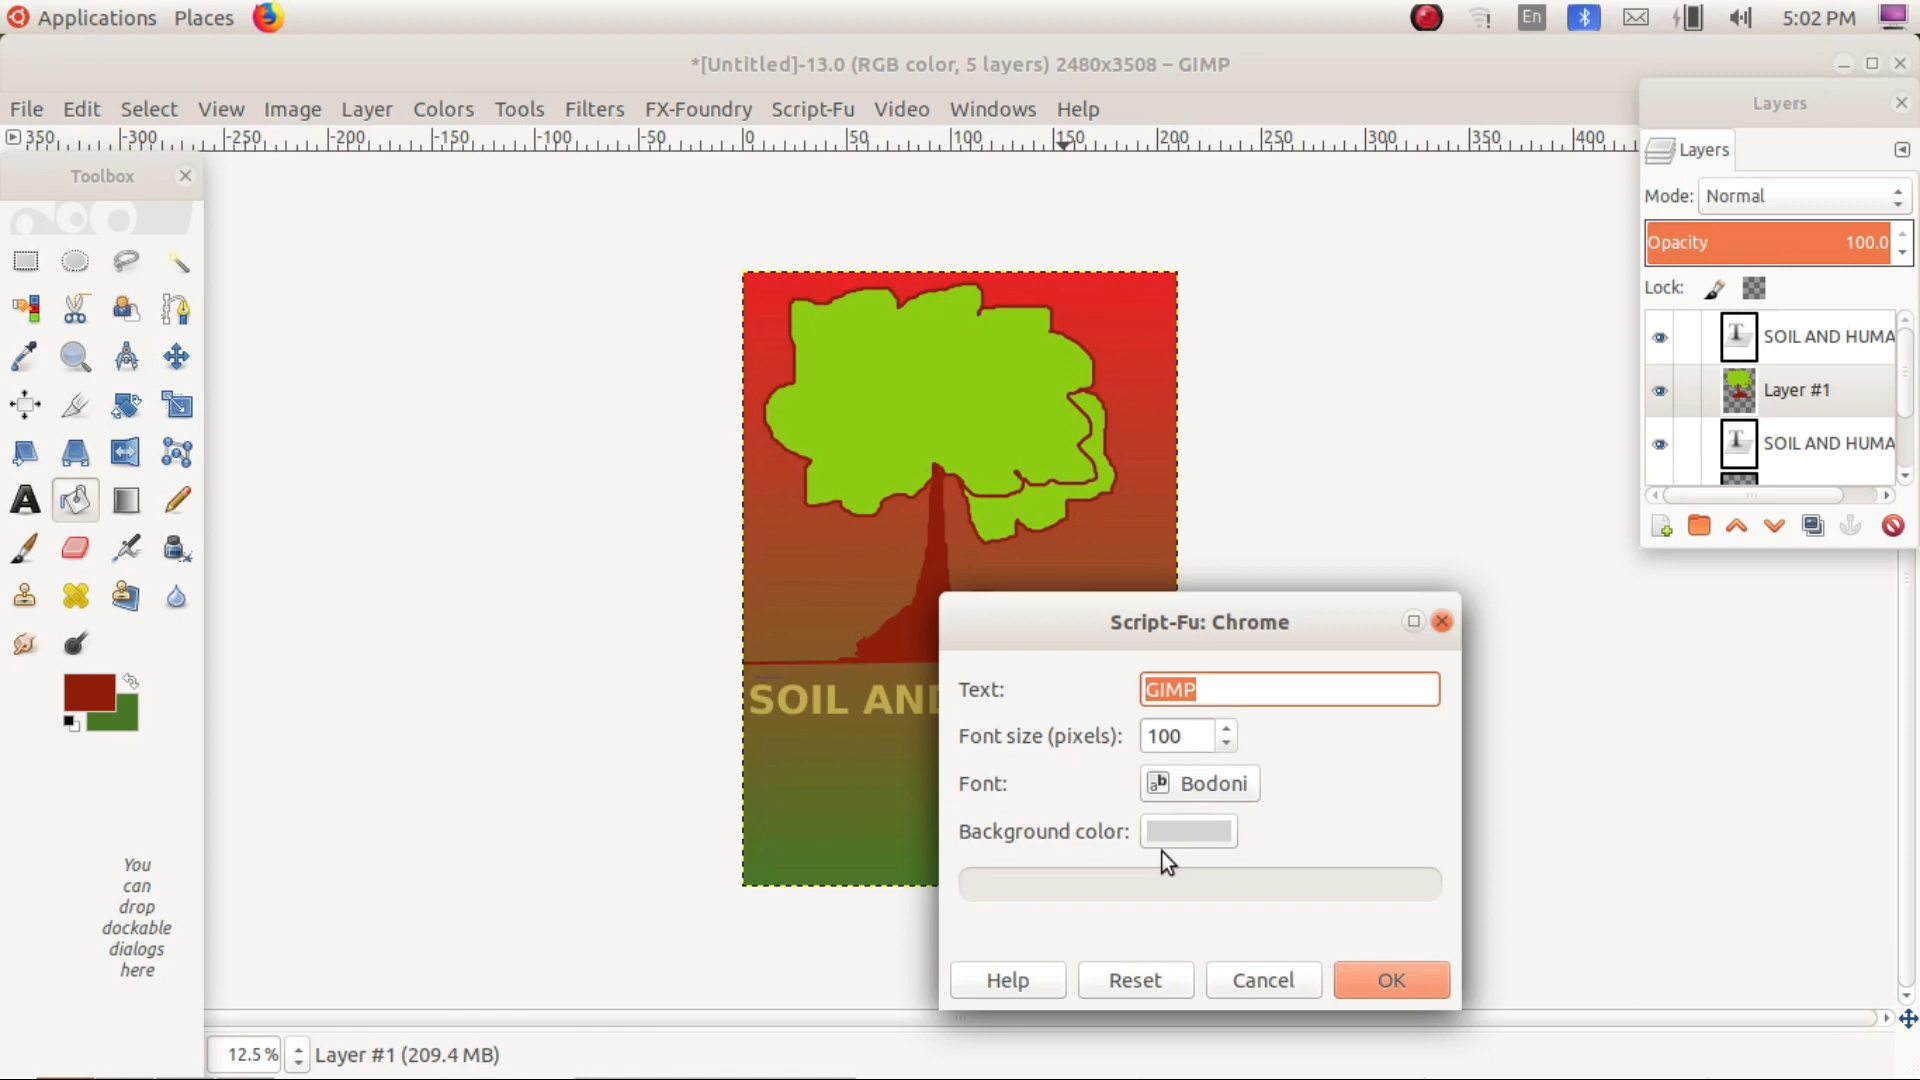 Applications Places En 5:02 PM
*[Untitled]-13.0 (RGB color, 5 layers) 2480x3508 – GIMP
File Edit Select View Image Layer Colors Tools Filters FX-Foundry Script-Fu Video Windows Help
Layers
350 -300 -250 -200 -150 -100 -50 0 50 100 150 200 250 300 350 400
Layers
Toolbox
Mode: Normal
Opacity 100.0
Lock:
SOIL AND HUMA
Layer #1
SOIL AND HUMA
SOIL AND
You
can
drop
dockable
dialogs
here
Script-Fu: Chrome
Text: GIMP
Font size (pixels): 100
Font: Bodoni
Background color:
Help Reset Cancel OK
12.5 % Layer #1 (209.4 MB)